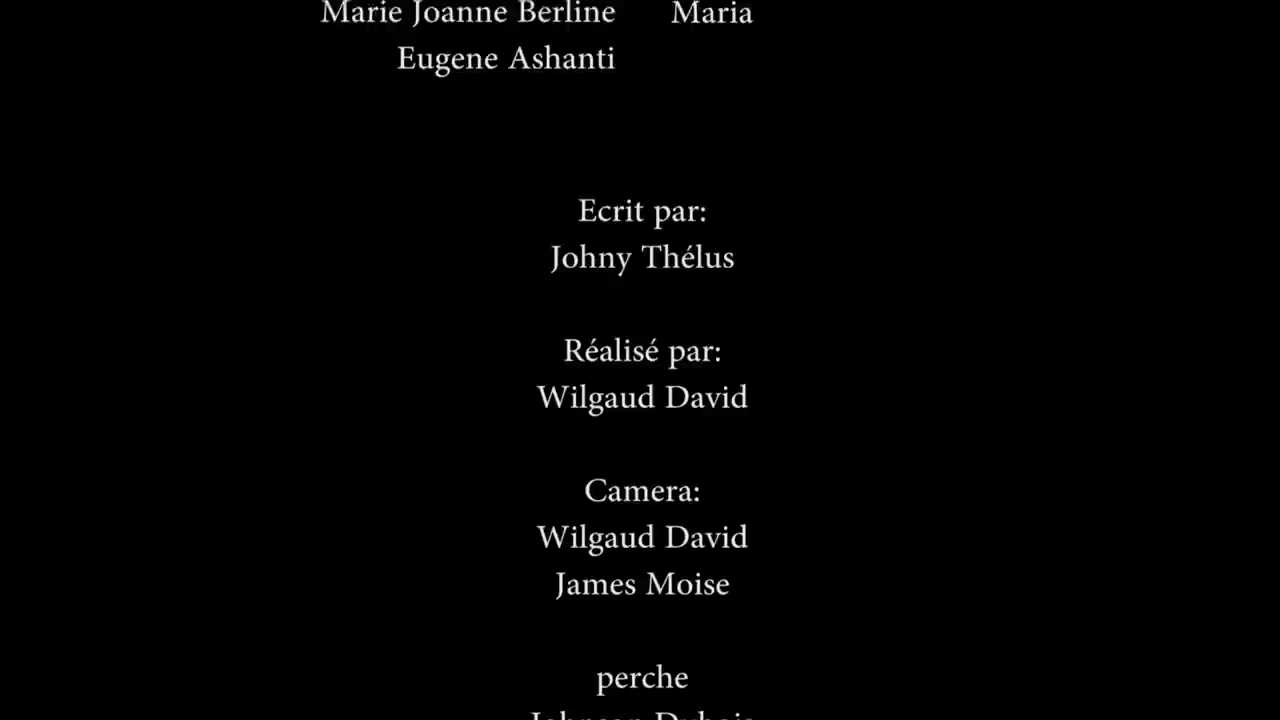 Marie Joanne Berline Maria
Eugene Ashanti
Ecrit par:
Johny Thélus
Réalisé par:
Wilgaud David
Camera:
Wilgaud David
James Moise
perche